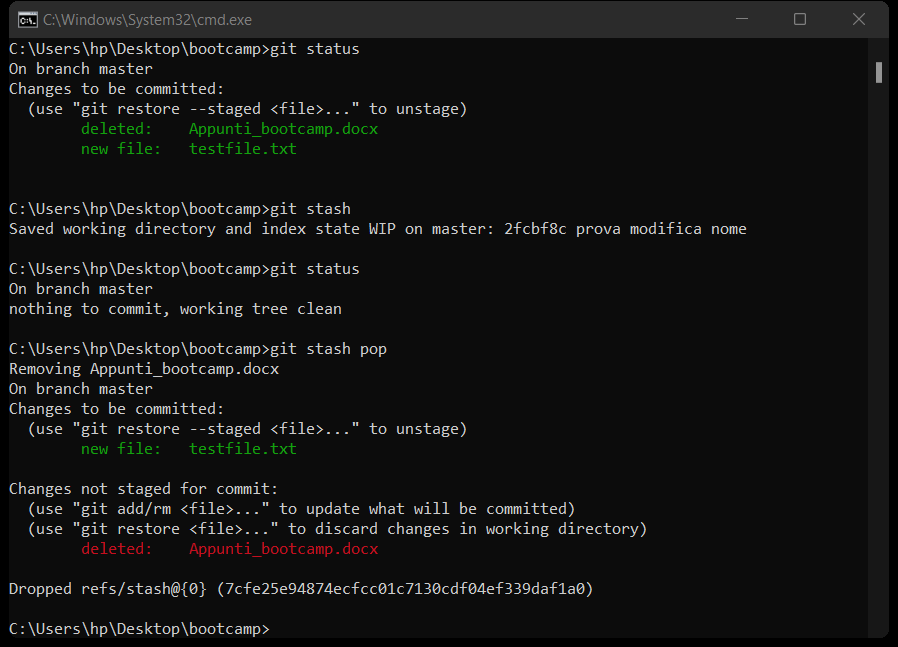 C:\Windows\System32\cmd.exe
C:\Users\hp\Desktop\bootcamp>git status
On branch master
Changes to be committed:
  (use "git restore --staged <file>..." to unstage)
        deleted:    Appunti_bootcamp.docx
        new file:   testfile.txt
C:\Users\hp\Desktop\bootcamp>git stash
Saved working directory and index state WIP on master: 2fcbf8c prova modifica nome
C:\Users\hp\Desktop\bootcamp>git status
On branch master
nothing to commit, working tree clean
C:\Users\hp\Desktop\bootcamp>git stash pop
Removing Appunti_bootcamp.docx
On branch master
Changes to be committed:
  (use "git restore --staged <file>..." to unstage)
        new file:   testfile.txt
Changes not staged for commit:
  (use "git add/rm <file>..." to update what will be committed)
  (use "git restore <file>..." to discard changes in working directory)
        deleted:    Appunti_bootcamp.docx
Dropped refs/stash@{0} (7cfe25e94874ecfcc01c7130cdf04ef339daf1a0)
C:\Users\hp\Desktop\bootcamp>